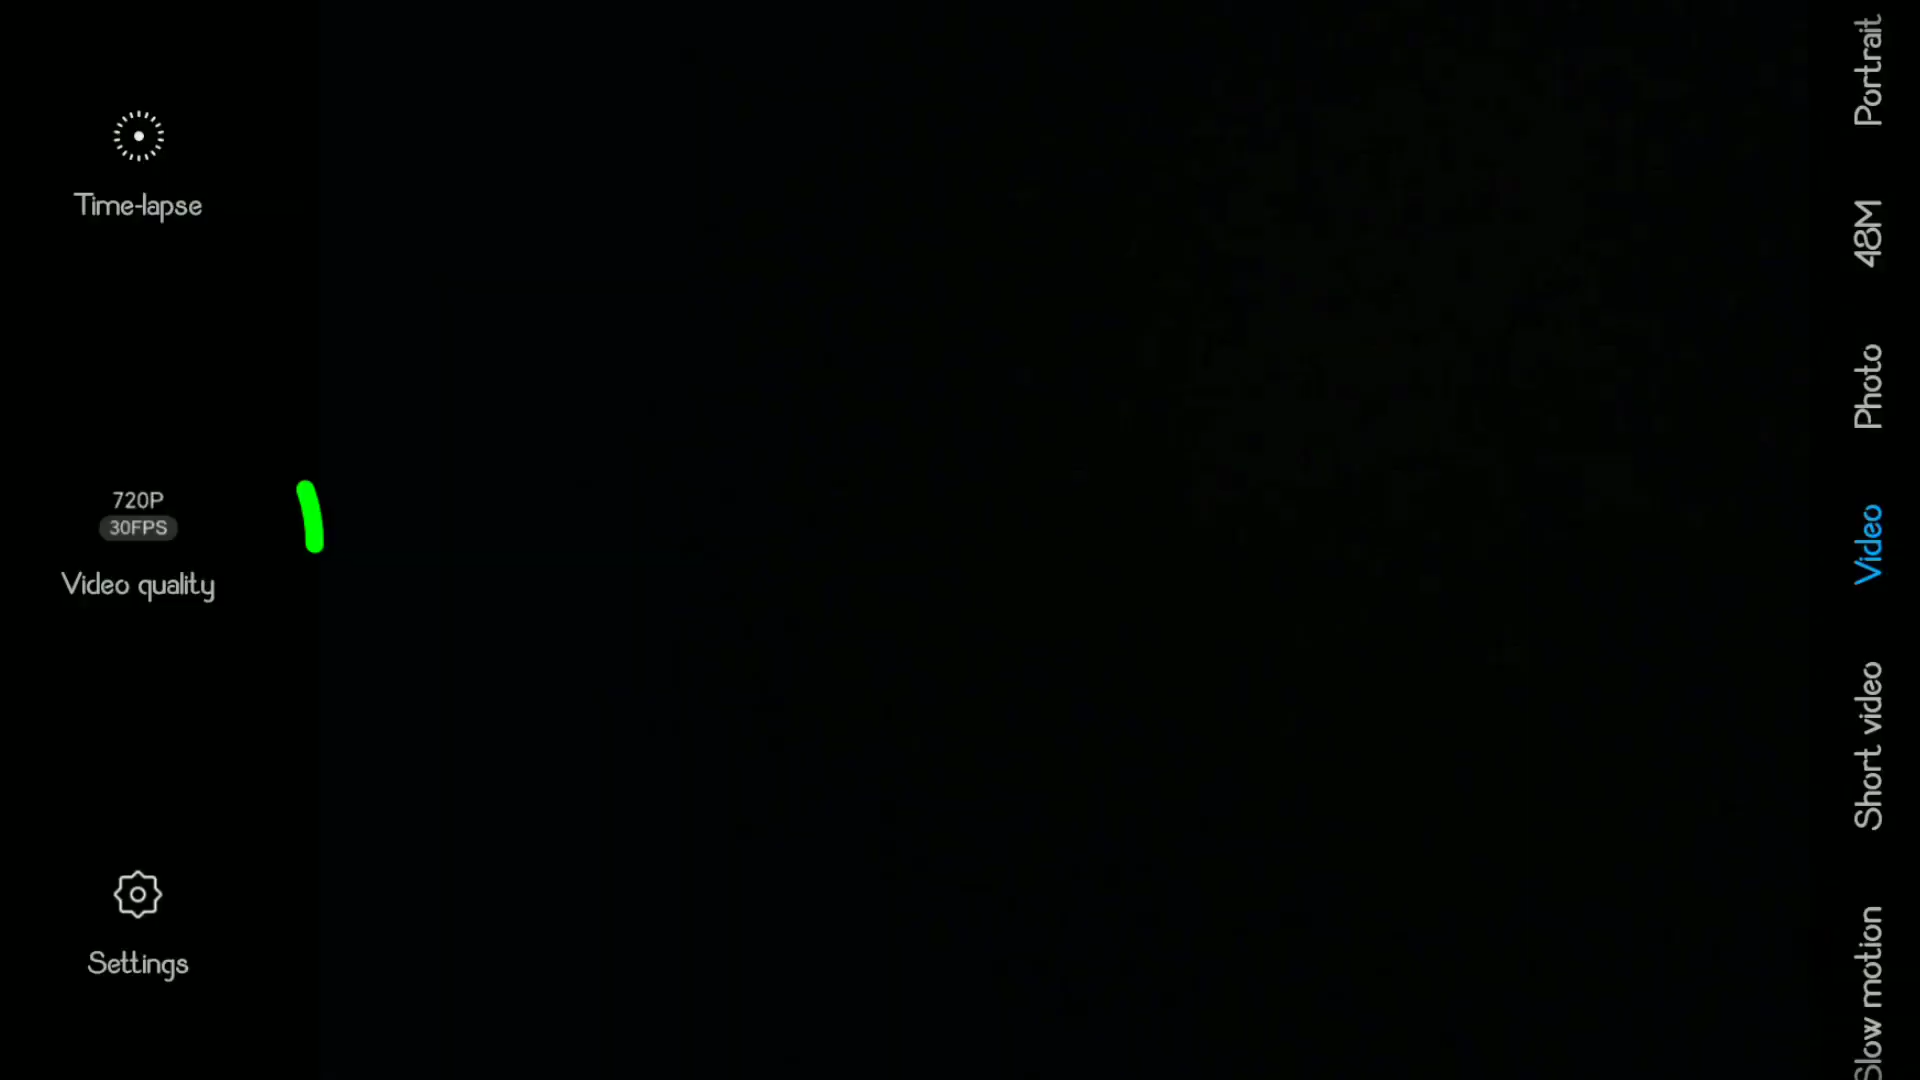 Time-lapse
720P
30FPS
Video quality
Settings
Portrait
48M
Photo
Video
Short video
Slow motion